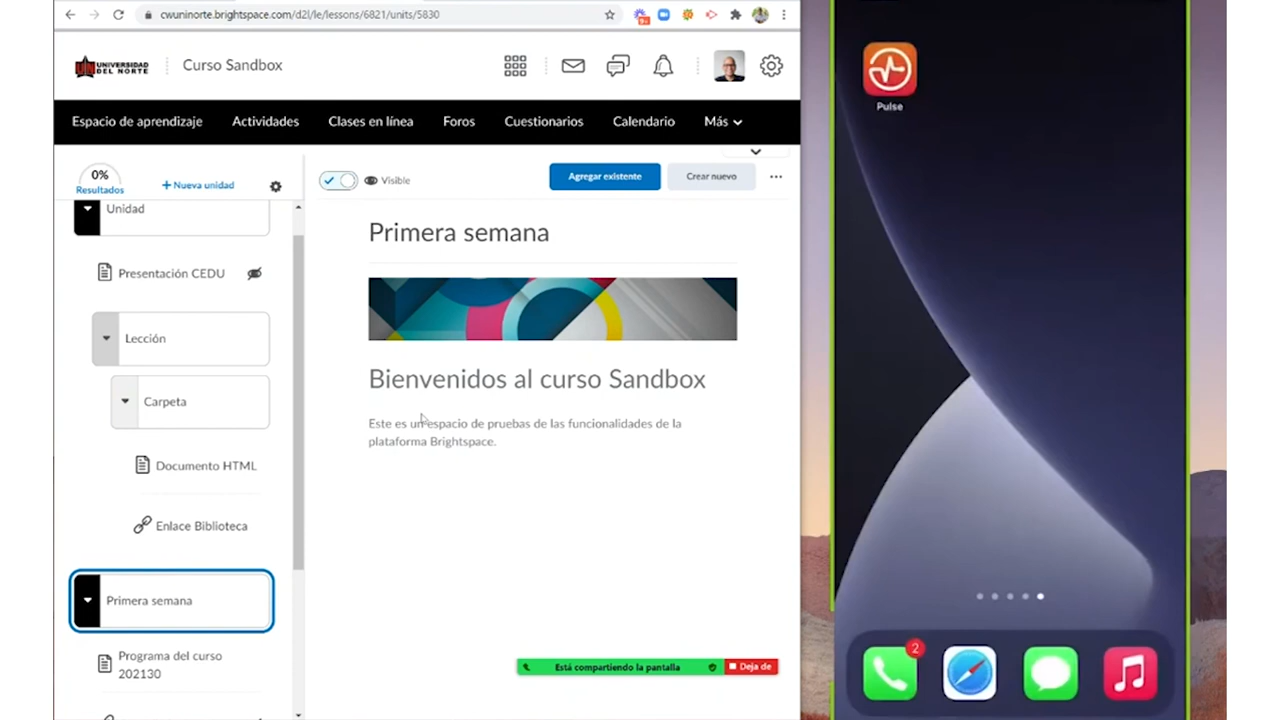 cwuninorte.brightspace.com/d2l/le/lessons/6821/units/5830
UNIVERSIDAD
DEL NORTE
Curso Sandbox
Espacio de aprendizaje
Actividades
Clases en línea
Foros
Cuestionarios
Calendario
Más
0%
Resultados
+ Nueva unidad
Visible
Agregar existente
Crear nuevo
Unidad
Presentación CEDU
Lección
Carpeta
Documento HTML
Enlace Biblioteca
Primera semana
Programa del curso
202130
Primera semana
Bienvenidos al curso Sandbox
Este es un espacio de pruebas de las funcionalidades de la
plataforma Brightspace.
Está compartiendo la pantalla
Deja de
Pulse
2